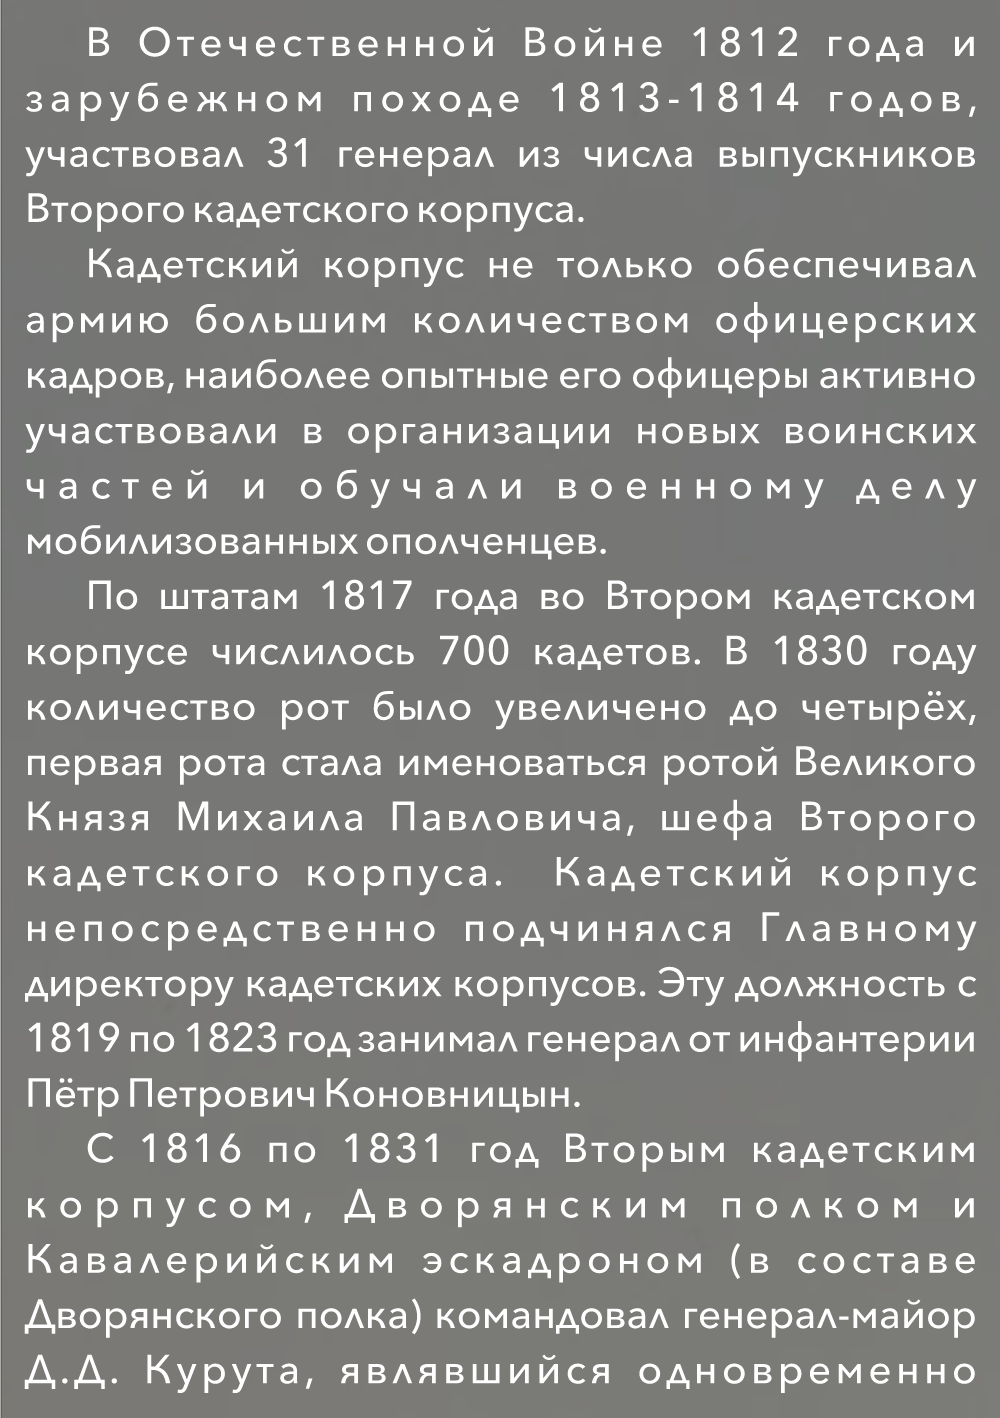 В Отечественной Войне 1812 года и
зарубежном походе 1813-1814 годов,
участвовал 31 генерал из числа выпускников
Второго кадетского корпуса.
Кадетский корпус не только обеспечивал
армию большим количеством офицерских
кадров, наиболее опытные его офицеры активно
участвовали в организации новых воинских
частей и обучали военному делу
мобилизованных ополченцев.
По штатам 1817 года во Втором кадетском
корпусе числилось 700 кадетов. В 1830 году
количество рот было увеличено до четырёх,
первая рота стала именоваться ротой Великого
Князя Михаила Павловича, шефа Второго
кадетского корпуса. Кадетский корпус
непосредственно подчинялся Главному
директору кадетских корпусов. Эту должность с
1819 по 1823 год занимал генерал от инфантерии
Пётр Петрович Коновницын.
С 1816 по 1831 год Вторым кадетским
корпусом, Дворянским полком и
Кавалерийским эскадроном (в составе
Дворянского полка) командовал генерал-майор
Д.Д. Курута, являвшийся одновременно